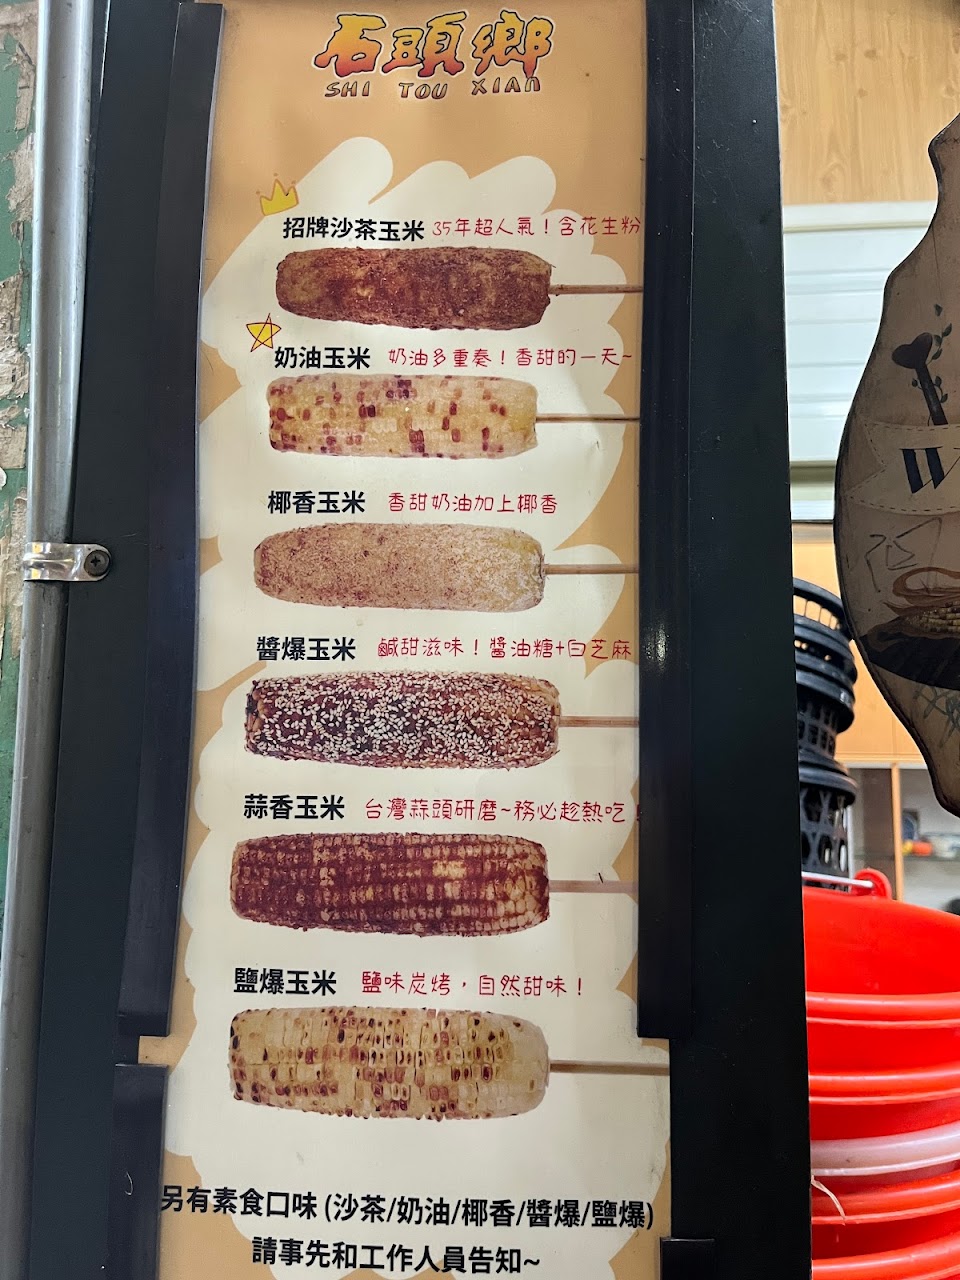 石頭鄉
SHI TOU XIAN
招牌沙茶玉米 35年超人氣！含花生粉
奶油玉米 奶油多重奏！香甜的一天~
椰香玉米 香甜奶油加上椰香
醬爆玉米 鹹甜滋味！醬油糖+白芝麻
蒜香玉米 台灣蒜頭研磨~務必趁熱吃！
鹽爆玉米 鹽味炭烤，自然甜味！
另有素食口味 (沙茶/奶油/椰香/醬爆/鹽爆)
請事先和工作人員告知~
W